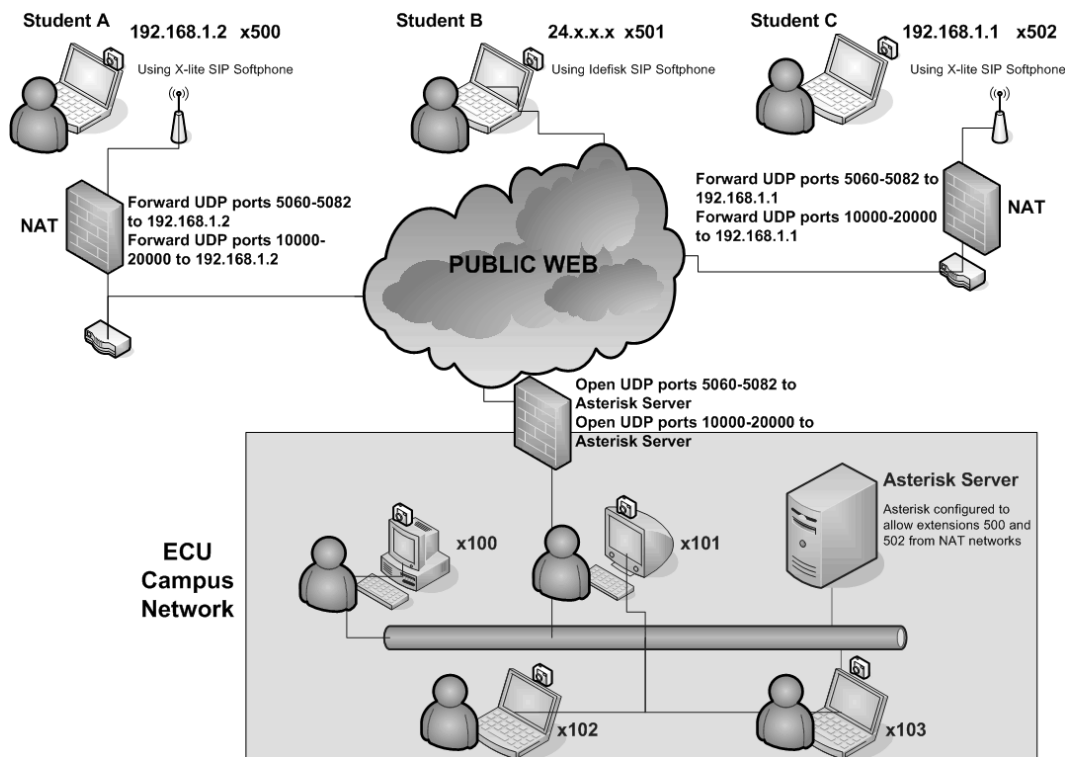 Student A
192.168.1.2 x500
Using X-lite SIP Softphone
Student B
24.x.x.x x501
Using Idefisk SIP Softphone
Student C
192.168.1.1 x502
Using X-lite SIP Softphone
NAT
Forward UDP ports 5060-5082
to 192.168.1.2
Forward UDP ports 10000-
20000 to 192.168.1.2
PUBLIC WEB
Forward UDP ports 5060-5082 to
192.168.1.1
Forward UDP ports 10000-20000
to 192.168.1.1
NAT
Open UDP ports 5060-5082 to
Asterisk Server
Open UDP ports 10000-20000 to
Asterisk Server
ECU
Campus
Network
x100
x101
Asterisk Server
Asterisk configured to
allow extensions 500 and
502 from NAT networks
x102
x103